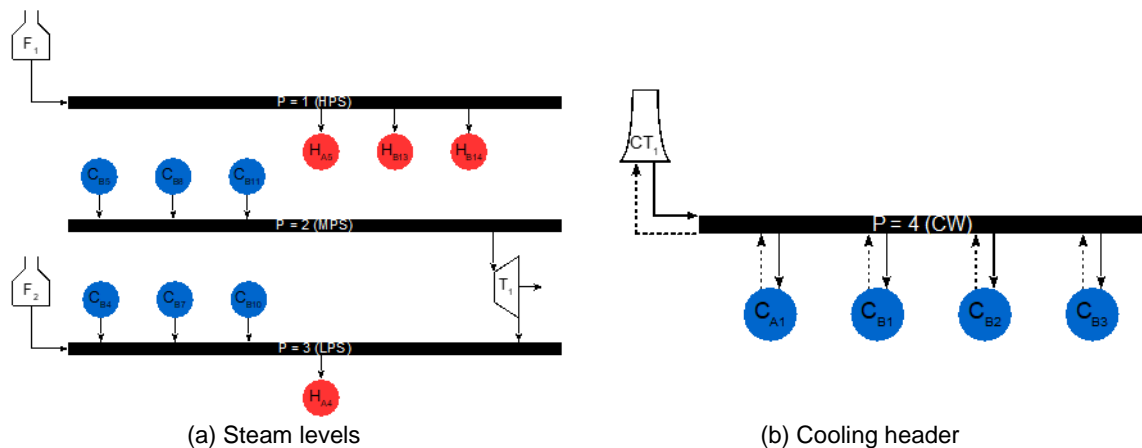 F1
P = 1 (HPS)
HA5 HB13 HB14
CB5 CB8 CB11
P = 2 (MPS)
F2
CB4 CB7 CB10
T1
P = 3 (LPS)
HA4
(a) Steam levels
CT1
P = 4 (CW)
CA1 CB1 CB2 CB3
(b) Cooling header